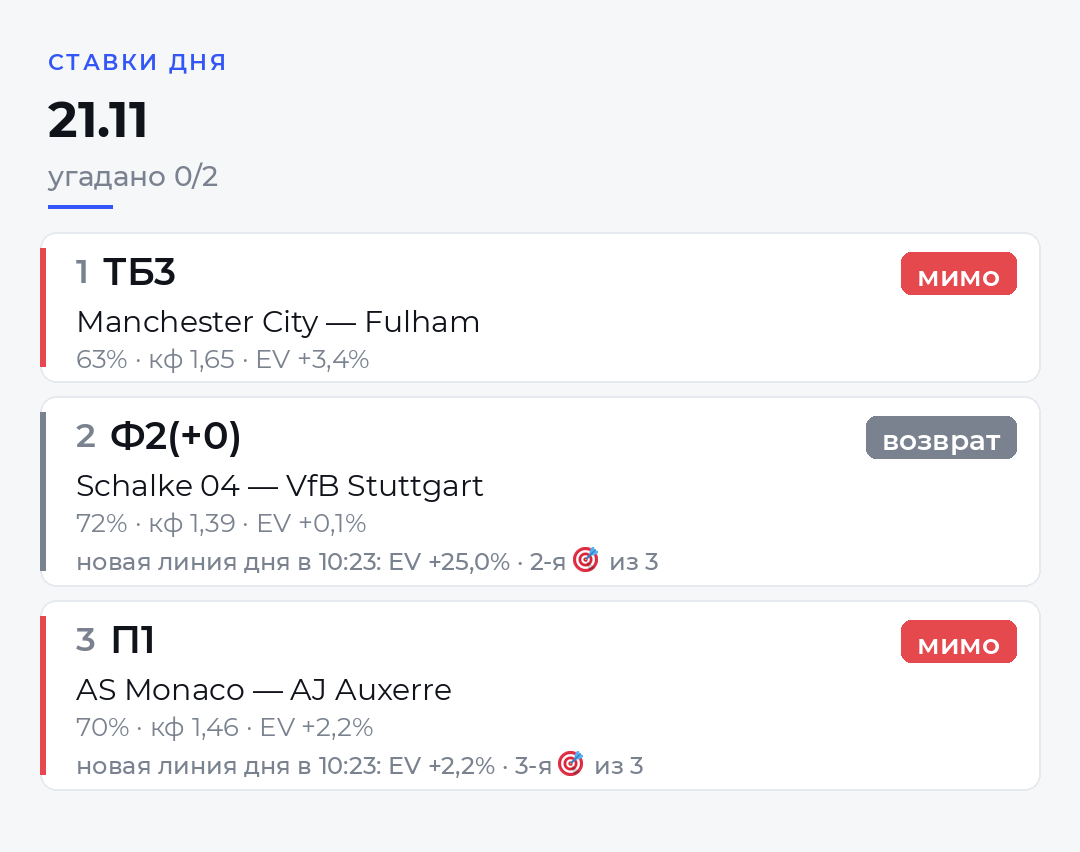 СТАВКИ ДНЯ
21.11
угадано 0/2
1 ТБ3 мимо
Manchester City — Fulham
63% · кф 1,65 · EV +3,4%
2 Ф2(+0) возврат
Schalke 04 — VfB Stuttgart
72% · кф 1,39 · EV +0,1%
новая линия дня в 10:23: EV +25,0% · 2-я 🎯 из 3
3 П1 мимо
AS Monaco — AJ Auxerre
70% · кф 1,46 · EV +2,2%
новая линия дня в 10:23: EV +2,2% · 3-я 🎯 из 3